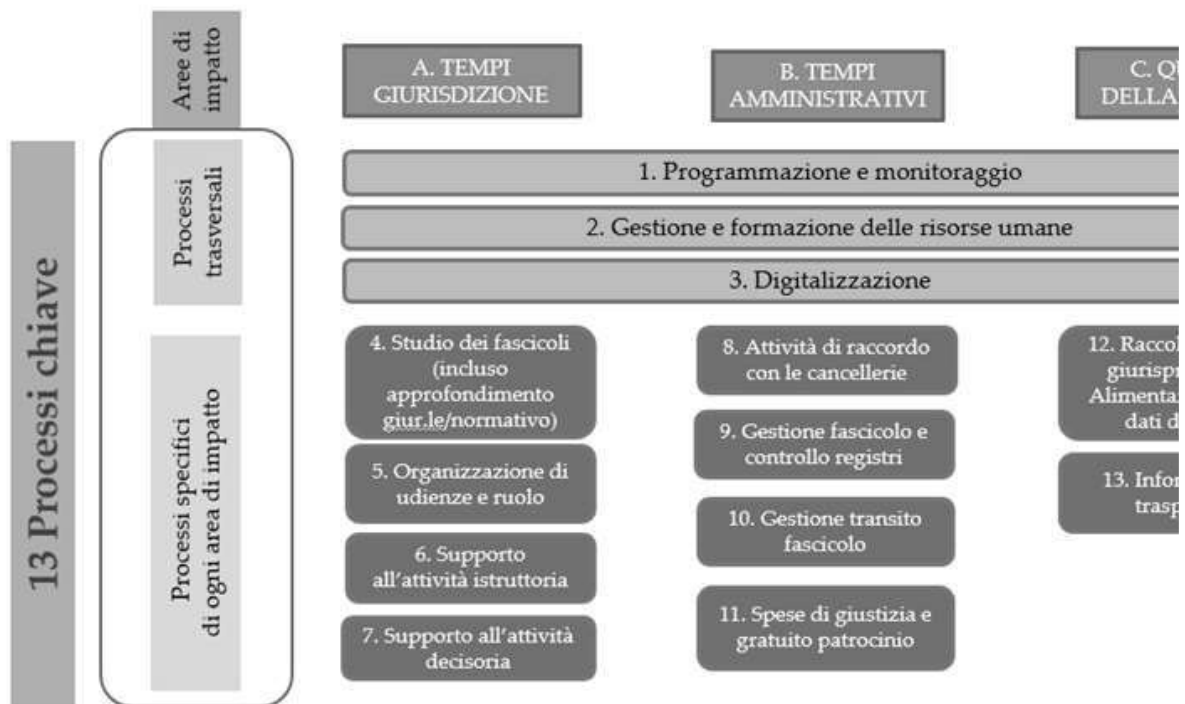 Aree di
impatto
A. TEMPI
GIURISDIZIONE
B. TEMPI
AMMINISTRATIVI
C.
DELLA
13 Processi chiave
Processi
trasversali
1. Programmazione e monitoraggio
2. Gestione e formazione delle risorse umane
3. Digitalizzazione
Processi specifici
di ogni area di impatto
4. Studio dei fascicoli
(incluso
approfondimento
giur.le/normativo)
5. Organizzazione di
udienze e ruolo
6. Supporto
all'attività istruttoria
7. Supporto all'attività
decisoria
8. Attività di raccordo
con le cancellerie
9. Gestione fascicolo e
controllo registri
10. Gestione transito
fascicolo
11. Spese di giustizia e
gratuito patrocinio
12.
dati
13.